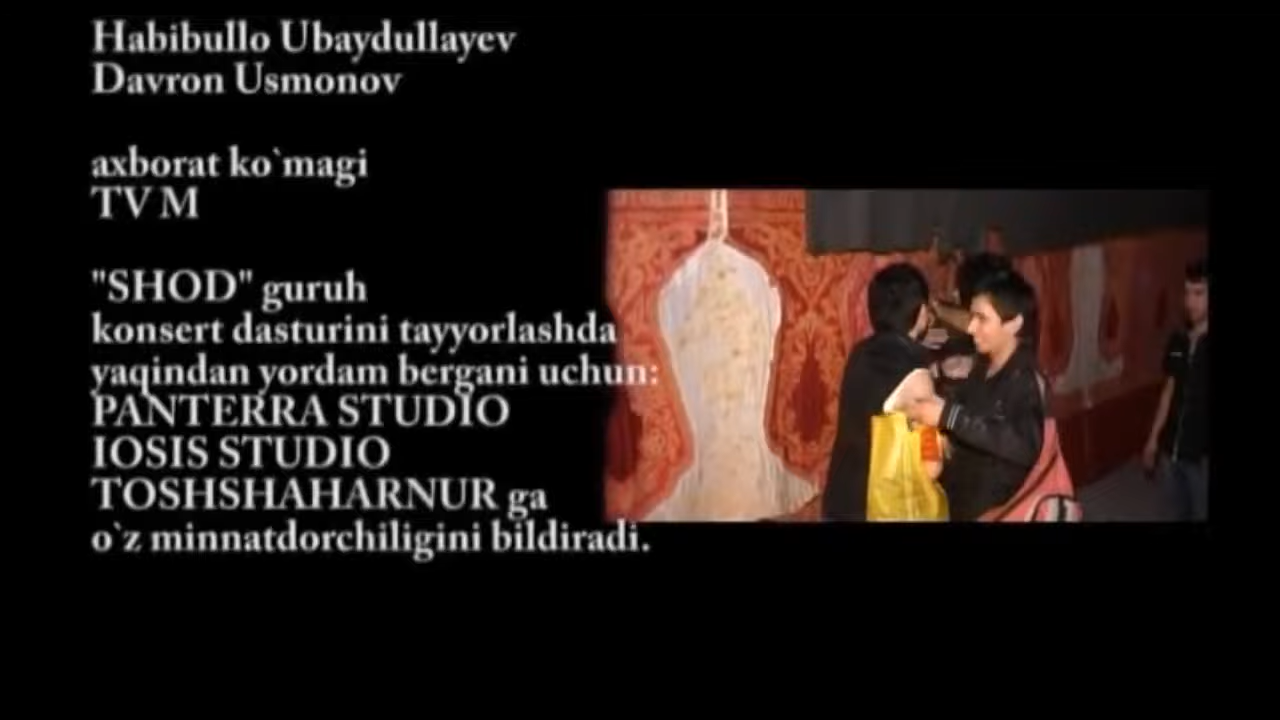 Habibullo Ubaydullayev
Davron Usmonov
axborat ko`magi
TV M
"SHOD" guruh
konsert dasturini tayyorlashda
yaqindan yordam bergani uchun:
PANTERRA STUDIO
IOSIS STUDIO
TOSHSHAHARNUR ga
o`z minnatdorchiligini bildiradi.